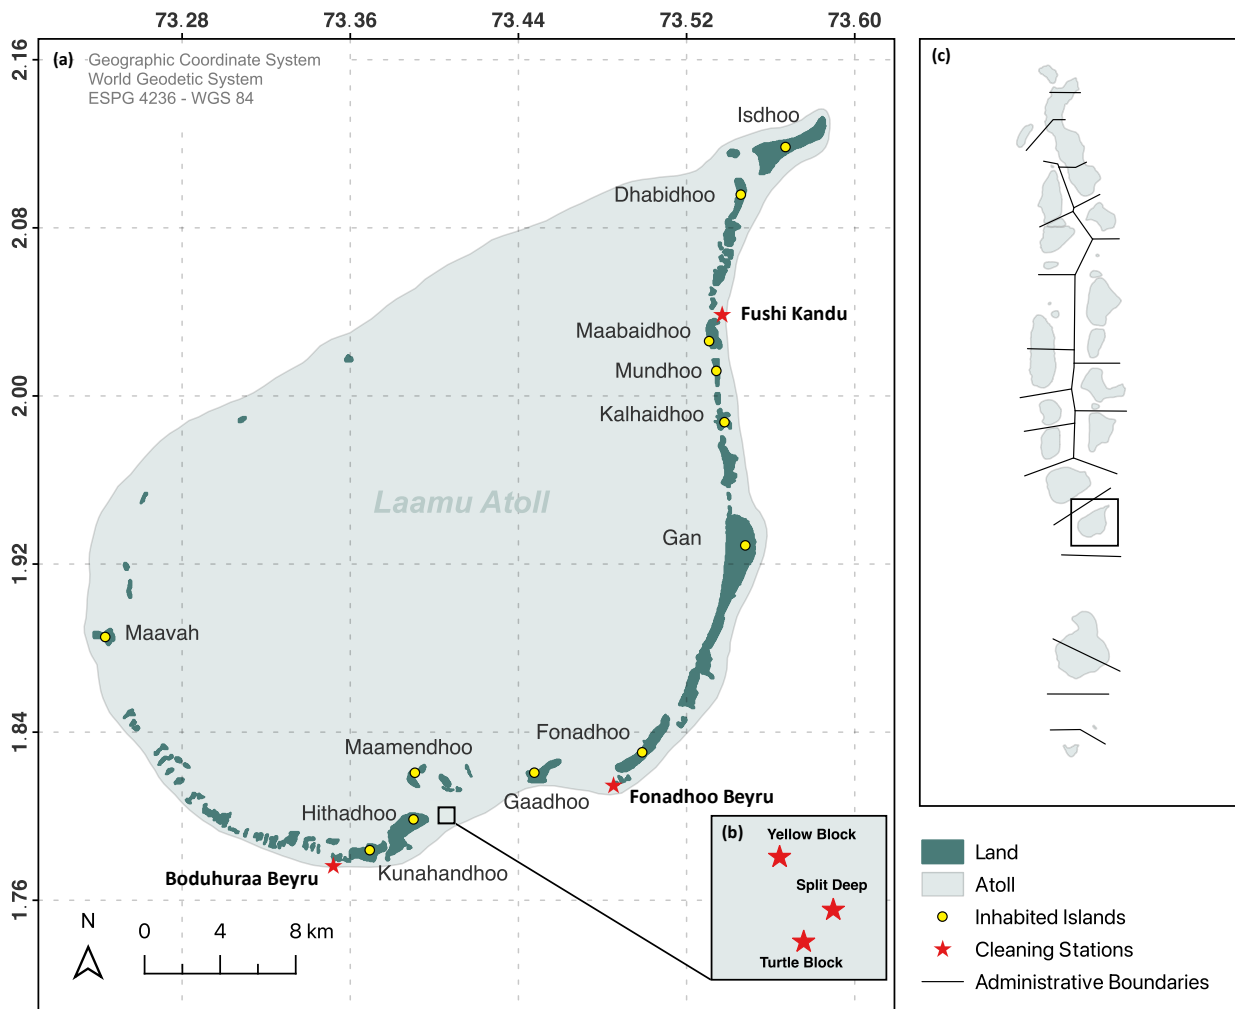 73.28
73.36
73.44
73.52
73.60
2.16
2.08
2.00
1.92
1.84
1.76
(a)
Geographic Coordinate System
World Geodetic System
ESPG 4236 - WGS 84
Isdhoo
Dhabidhoo
Fushi Kandu
Maabaidhoo
Mundhoo
Kalhaidhoo
Laamu Atoll
Gan
Maavah
Fonadhoo
Maamendhoo
Gaadhoo
Fonadhoo Beyru
Hithadhoo
Kunahandhoo
Boduhuraa Beyru
N
0
4
8 km
(b)
Yellow Block
Split Deep
Turtle Block
(c)
Land
Atoll
Inhabited Islands
Cleaning Stations
Administrative Boundaries